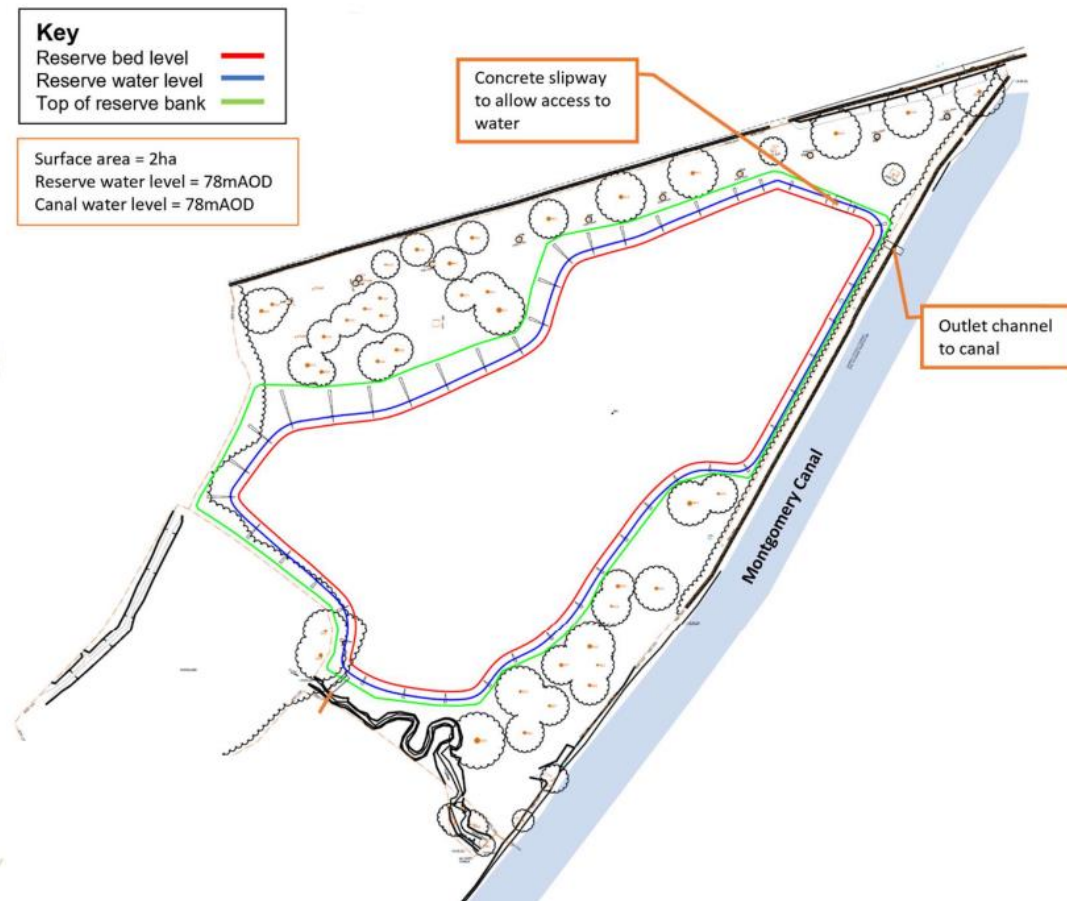 Key
Reserve bed level
Reserve water level
Top of reserve bank
Surface area = 2ha
Reserve water level = 78mAOD
Canal water level = 78mAOD
Concrete slipway
to allow access to
water
Outlet channel
to canal
Montgomery Canal